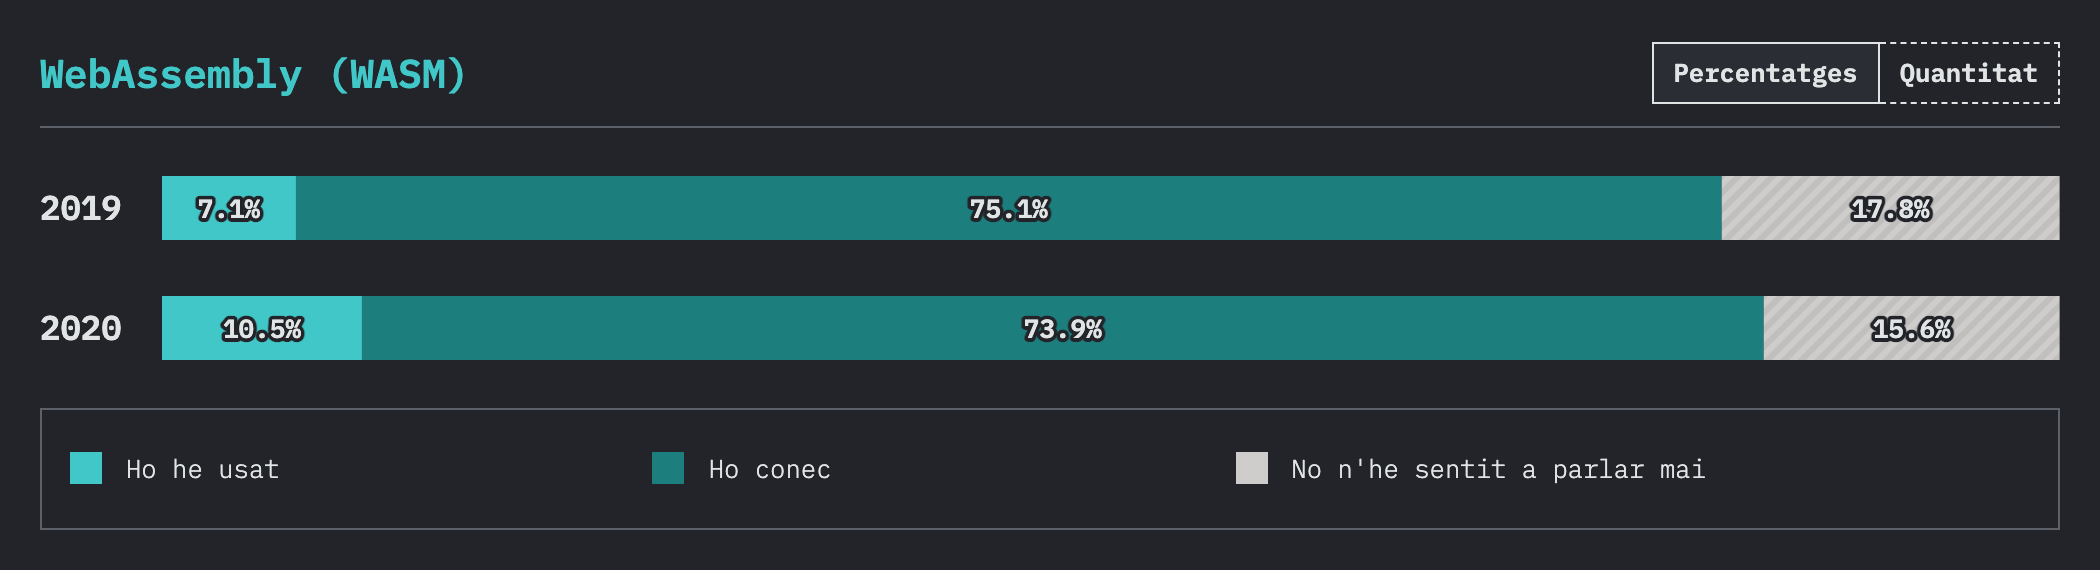 WebAssembly (WASM)
Percentatges Quantitat
2019 7.1% 75.1% 17.8%
2020 10.5% 73.9% 15.6%
Ho he usat Ho conec No n'he sentit a parlar mai